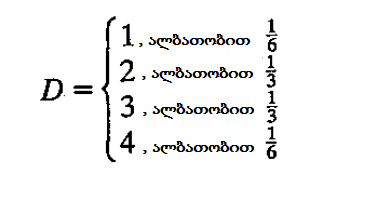 D = { 1 , ალბათობით 1/6
2 , ალბათობით 1/3
3 , ალბათობით 1/3
4 , ალბათობით 1/6